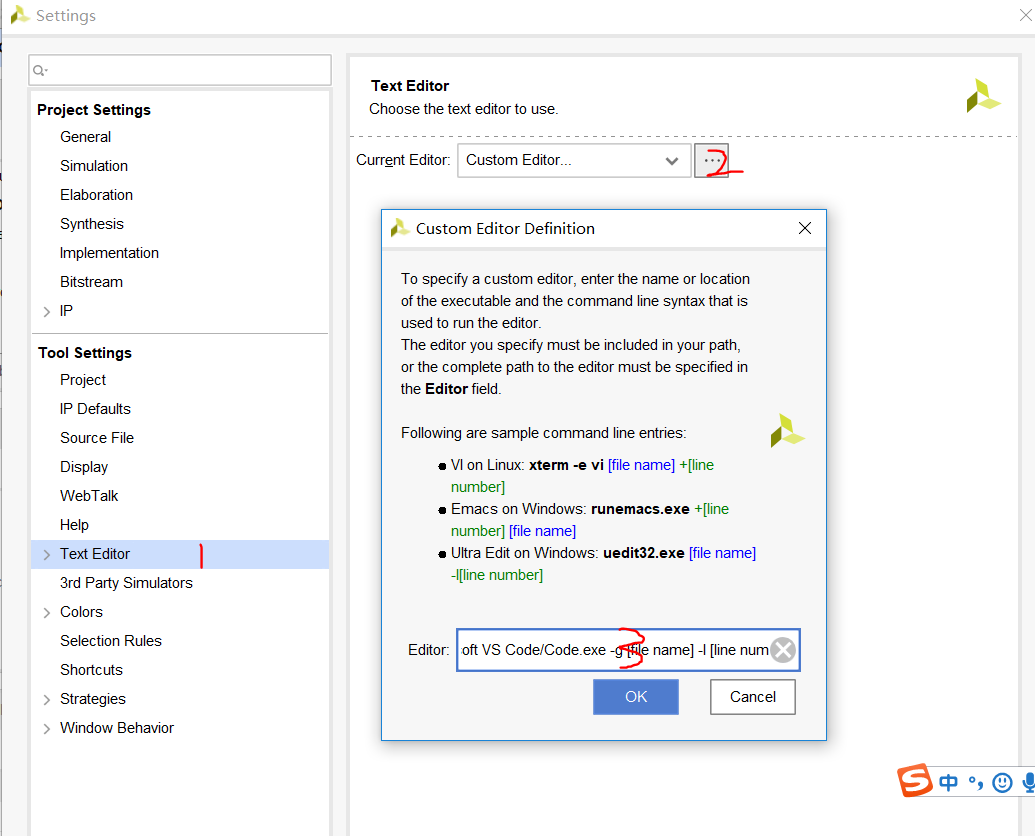 Settings
Project Settings
General
Simulation
Elaboration
Synthesis
Implementation
Bitstream
IP
Tool Settings
Project
IP Defaults
Source File
Display
WebTalk
Help
Text Editor
1
3rd Party Simulators
Colors
Selection Rules
Shortcuts
Strategies
Window Behavior
Text Editor
Choose the text editor to use.
Current Editor: Custom Editor... ...
2
Custom Editor Definition
To specify a custom editor, enter the name or location
of the executable and the command line syntax that is
used to run the editor.
The editor you specify must be included in your path,
or the complete path to the editor must be specified in
the Editor field.
Following are sample command line entries:
● VI on Linux: xterm -e vi [file name] +[line
number]
● Emacs on Windows: runemacs.exe +[line
number] [file name]
● Ultra Edit on Windows: uedit32.exe [file name]
-l[line number]
Editor: oft VS Code/Code.exe -g [file name] -l [line num
3
OK Cancel
S 中 °,